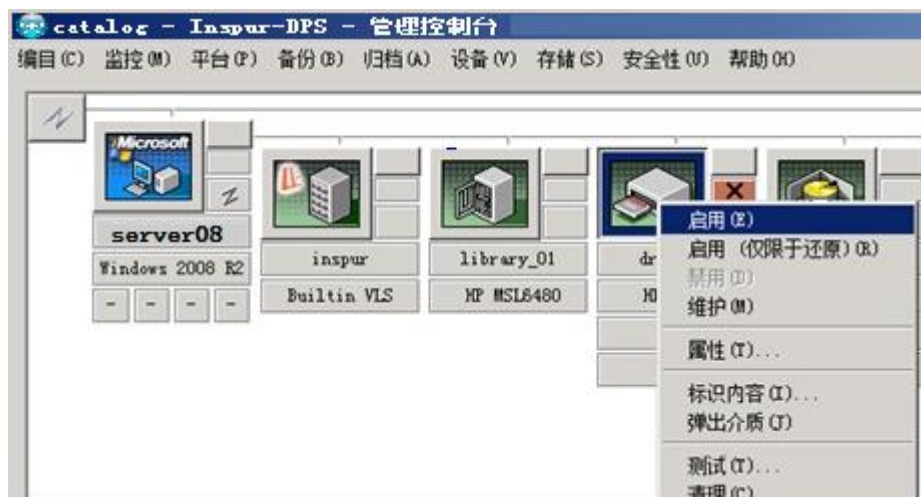 catalog - Inspur-DPS - 管理控制台
编目(C) 监控(M) 平台(P) 备份(B) 归档(A) 设备(V) 存储(S) 安全性(U) 帮助(H)
Microsoft
server08
Windows 2008 R2
- - - -
inspur
Builtin VLS
library_01
HP MSL6480
启用(E)
启用 (仅限于还原)(R)
禁用(D)
维护(M)
属性(T)...
标识内容(I)...
弹出介质(J)
测试(T)...
清理(C)